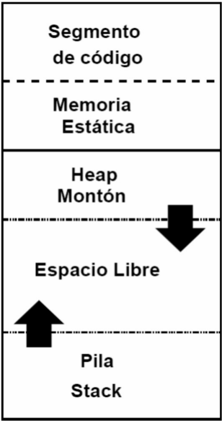 Segmento
de código
Memoria
Estática
Heap
Montón
Espacio Libre
Pila
Stack